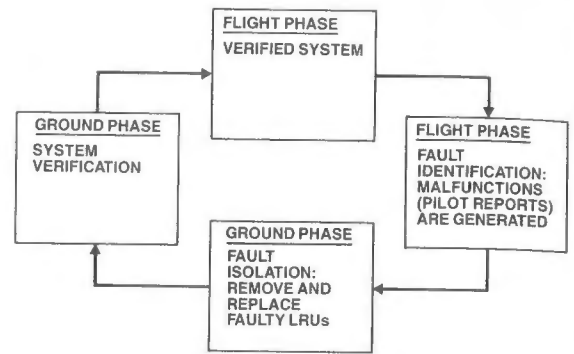 FLIGHT PHASE
VERIFIED SYSTEM
FLIGHT PHASE
FAULT
IDENTIFICATION:
MALFUNCTIONS
(PILOT REPORTS)
ARE GENERATED
GROUND PHASE
FAULT
ISOLATION:
REMOVE AND
REPLACE
FAULTY LRUs
GROUND PHASE
SYSTEM
VERIFICATION